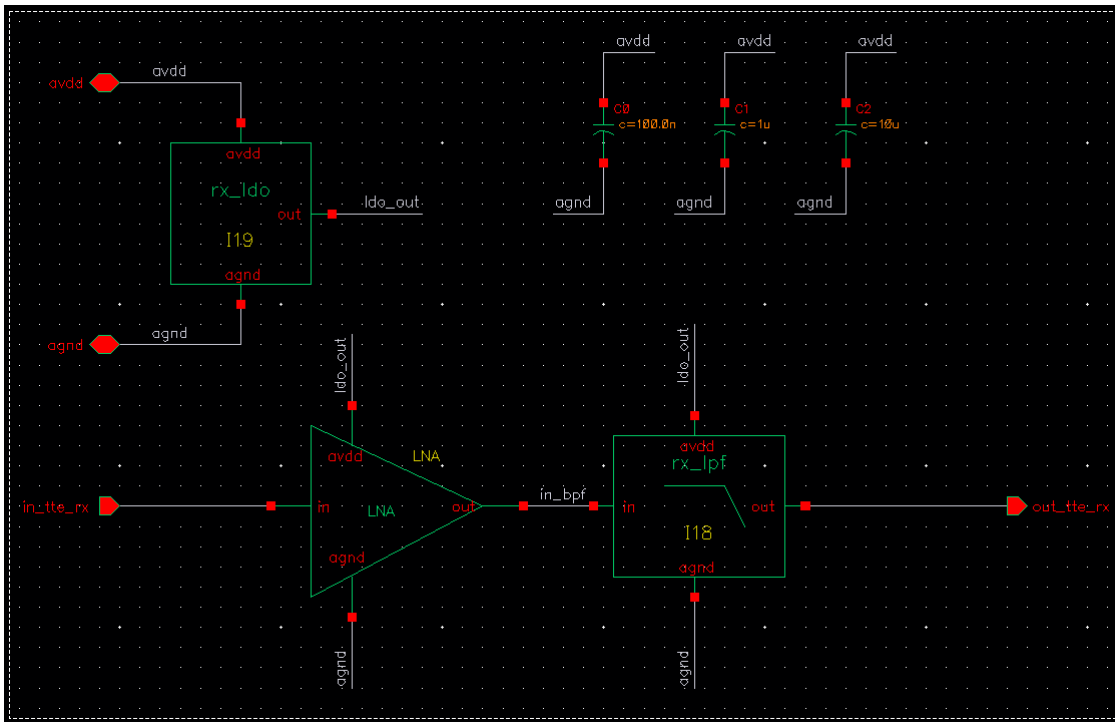 avdd
avdd
avdd
rx_ldo
out
I19
agnd
ldo_out
agnd
agnd
avdd
C0
c=100.0n
agnd
avdd
C1
c=1u
agnd
avdd
C2
c=10u
agnd
in_tte_rx
ldo_out
avdd
LNA
in
LNA
out
agnd
agnd
in_bpf
ldo_out
avdd
rx_lpf
in
out
I18
agnd
agnd
out_tte_rx